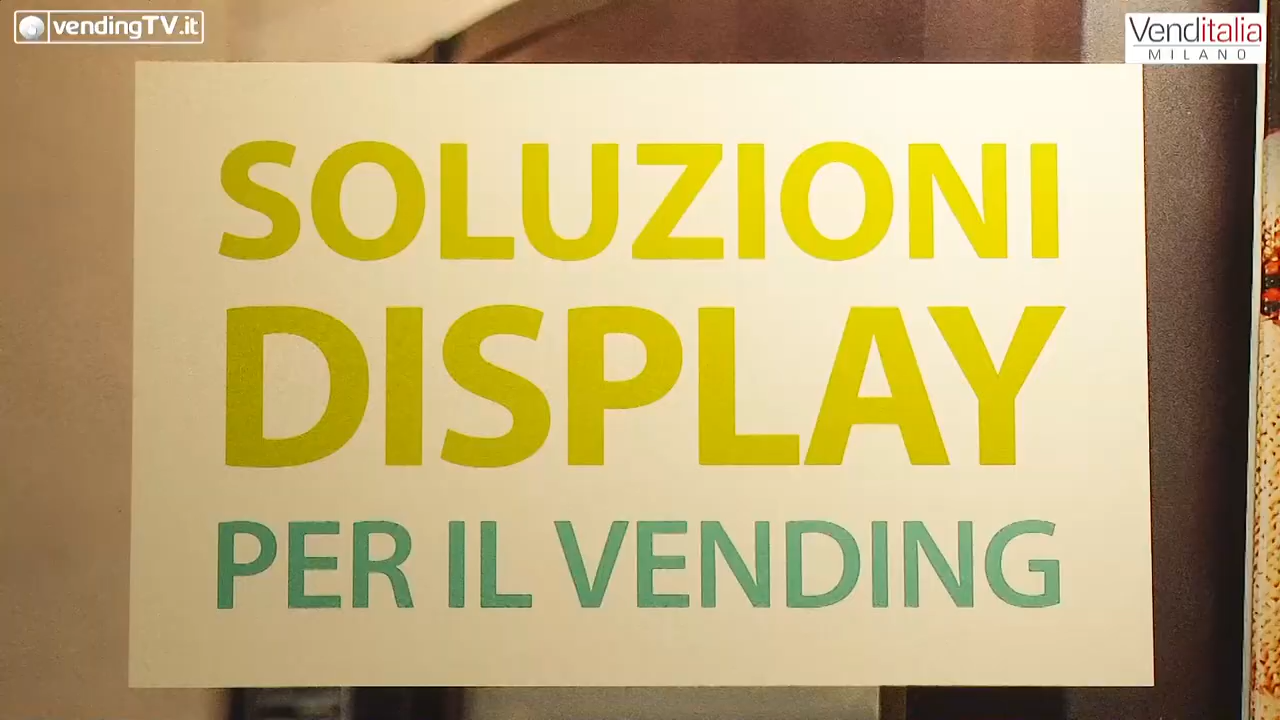 vendingTV.it
Venditalia
MILANO
SOLUZIONI
DISPLAY
PER IL VENDING